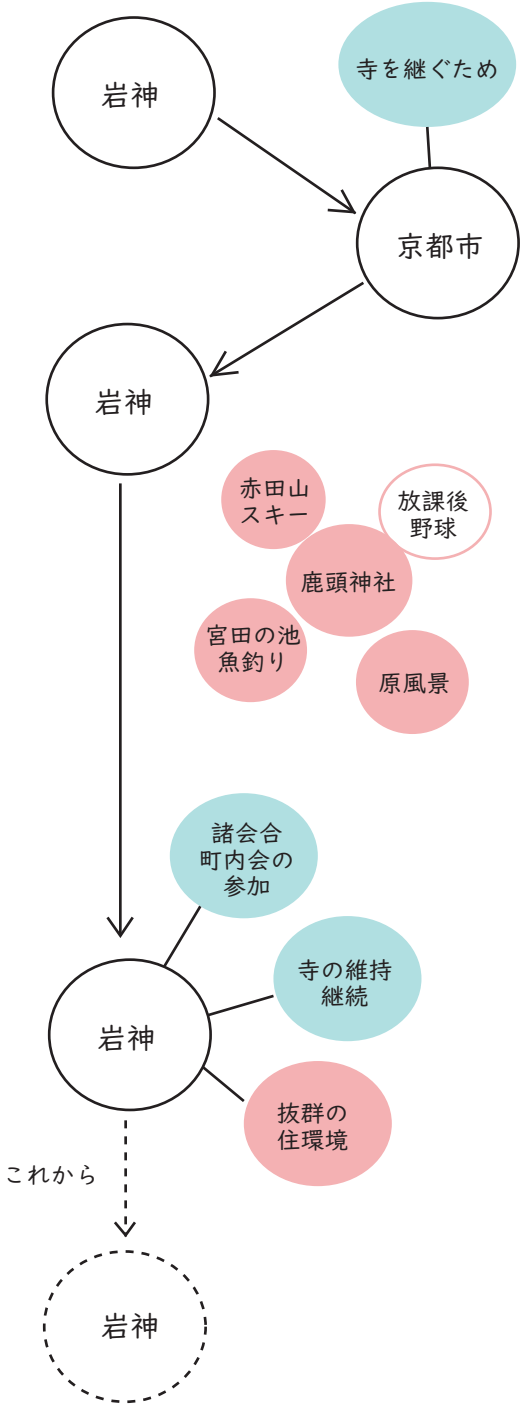 岩神
寺を継ぐため
京都市
岩神
赤田山
スキー
放課後
野球
鹿頭神社
宮田の池
魚釣り
原風景
諸会合
町内会の
参加
寺の維持
継続
岩神
抜群の
住環境
これから
岩神